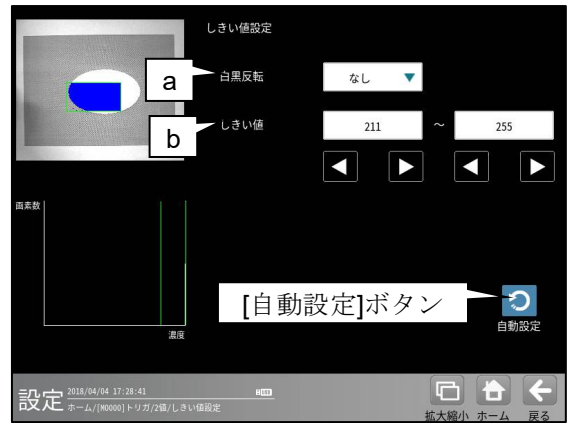 しきい値設定
a
白黒反転
なし
b
しきい値
211
～
255
画素数
濃度
[自動設定]ボタン
自動設定
設定
2018/04/04 17:28:41
ホーム/[M0000]トリガ/2値/しきい値設定
拡大縮小
ホーム
戻る